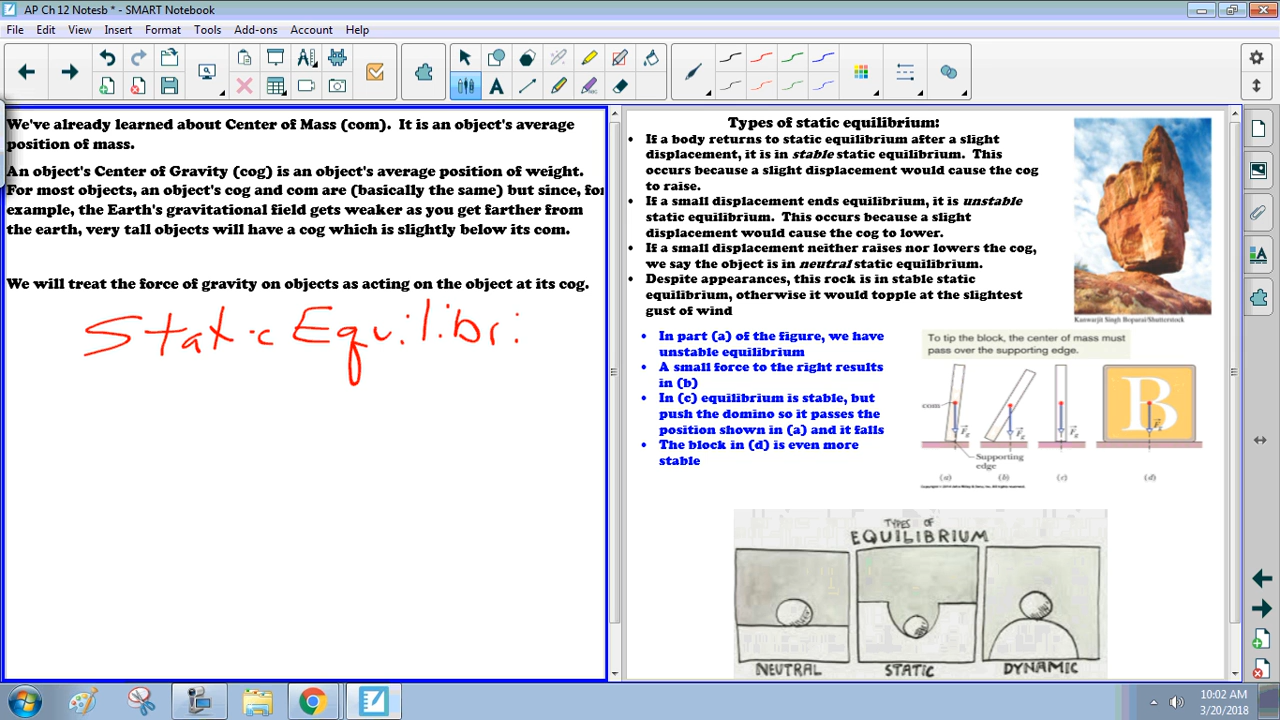 AP Ch 12 Notesb * - SMART Notebook
File Edit View Insert Format Tools Add-ons Account Help
We've already learned about Center of Mass (com). It is an object's average
position of mass.
An object's Center of Gravity (cog) is an object's average position of weight.
For most objects, an object's cog and com are (basically the same) but since, for
example, the Earth's gravitational field gets weaker as you get farther from
the earth, very tall objects will have a cog which is slightly below its com.
We will treat the force of gravity on objects as acting on the object at its cog.
Static Equilibri
Types of static equilibrium:
• If a body returns to static equilibrium after a slight
displacement, it is in stable static equilibrium. This
occurs because a slight displacement would cause the cog
to raise.
• If a small displacement ends equilibrium, it is unstable
static equilibrium. This occurs because a slight
displacement would cause the cog to lower.
• If a small displacement neither raises nor lowers the cog,
we say the object is in neutral static equilibrium.
• Despite appearances, this rock is in stable static
equilibrium, otherwise it would topple at the slightest
gust of wind
Kanwarjit Singh Boparai/Shutterstock
• In part (a) of the figure, we have
unstable equilibrium
• A small force to the right results
in (b)
• In (c) equilibrium is stable, but
push the domino so it passes the
position shown in (a) and it falls
• The block in (d) is even more
stable
To tip the block, the center of mass must
pass over the supporting edge.
com
B
Fg Fg Fg Fg
Supporting
edge
(a) (b) (c) (d)
TYPES OF
EQUILIBRIUM
NEUTRAL STATIC DYNAMIC
10:02 AM
3/20/2018